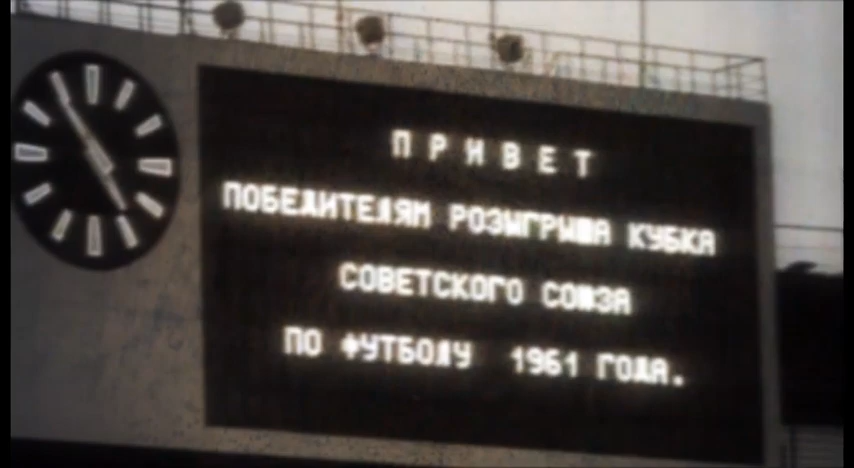 ПРИВЕТ
ПОБЕДИТЕЛЯМ РОЗЫГРЫША КУБКА
СОВЕТСКОГО СОЮЗА
ПО ФУТБОЛУ 1961 ГОДА.